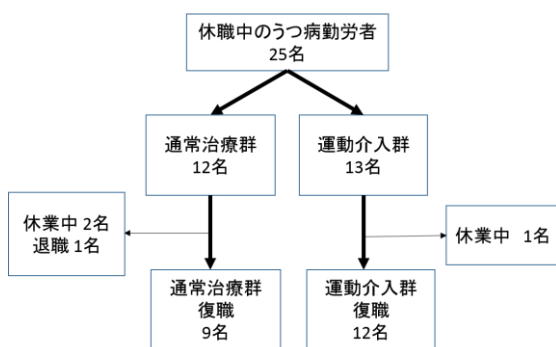 休職中のうつ病勤労者
25名
通常治療群
12名
運動介入群
13名
休業中 2名
退職 1名
休業中 1名
通常治療群
復職
9名
運動介入群
復職
12名